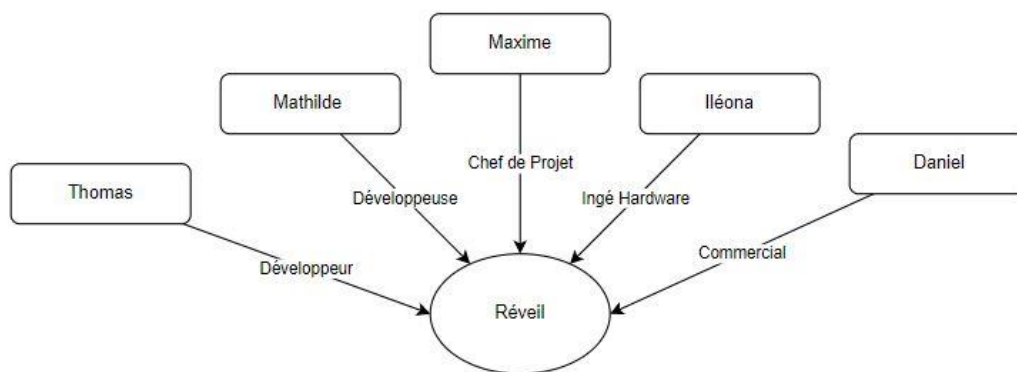 Maxime
Mathilde
Iléona
Thomas
Daniel
Chef de Projet
Développeuse
Ingé Hardware
Développeur
Commercial
Réveil